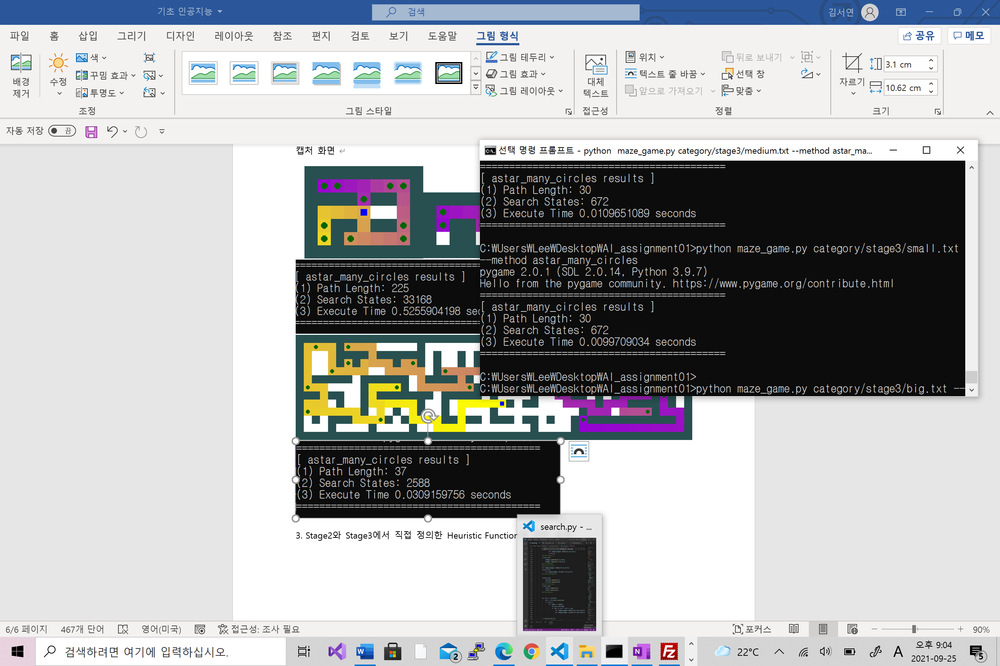 기초 인공지능
검색
김서연
파일 홈 삽입 그리기 디자인 레이아웃 참조 편지 검토 보기 도움말 그림 형식
공유
메모
배경 제거
수정
색
꾸밈 효과
투명도
조정
그림 스타일
그림 테두리
그림 효과
그림 레이아웃
대체 텍스트
접근성
위치
텍스트 줄 바꿈
앞으로 가져오기
뒤로 보내기
선택 창
맞춤
정렬
자르기
3.1 cm
10.62 cm
크기
자동 저장 끔
캡처 화면
[ astar_many_circles results ]
(1) Path Length: 225
(2) Search States: 33168
(3) Execute Time 0.5255904198 sec
============================================
[ astar_many_circles results ]
(1) Path Length: 37
(2) Search States: 2588
(3) Execute Time 0.0309159756 seconds
============================================
3. Stage2와 Stage3에서 직접 정의한 Heuristic Function
선택 명령 프롬프트 - python maze_game.py category/stage3/medium.txt --method astar_ma...
============================================
[ astar_many_circles results ]
(1) Path Length: 30
(2) Search States: 672
(3) Execute Time 0.0109651089 seconds
============================================
C:₩Users₩Lee₩Desktop₩AI_assignment01>python maze_game.py category/stage3/small.txt
--method astar_many_circles
pygame 2.0.1 (SDL 2.0.14, Python 3.9.7)
Hello from the pygame community. https://www.pygame.org/contribute.html
============================================
[ astar_many_circles results ]
(1) Path Length: 30
(2) Search States: 672
(3) Execute Time 0.0099709034 seconds
============================================
C:₩Users₩Lee₩Desktop₩AI_assignment01>
C:₩Users₩Lee₩Desktop₩AI_assignment01>python maze_game.py category/stage3/big.txt --
search.py - ...
6/6 페이지 467개 단어 영어(미국) 접근성: 조사 필요
포커스
90%
검색하려면 여기에 입력하십시오.
2
22°C
A
오후 9:04
2021-09-25
5